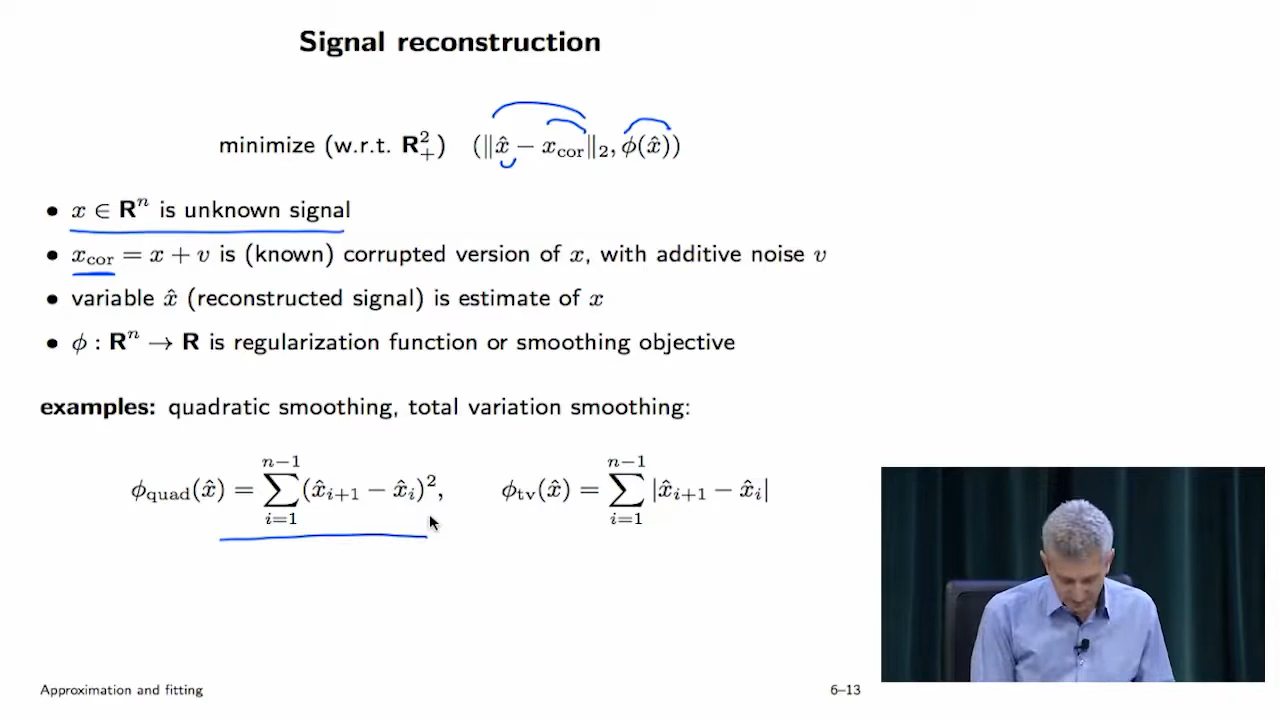 Signal reconstruction
minimize (w.r.t. R₊²) (‖x̂ − x_cor‖₂, ϕ(x̂))
• x ∈ Rⁿ is unknown signal
• x_cor = x + v is (known) corrupted version of x, with additive noise v
• variable x̂ (reconstructed signal) is estimate of x
• ϕ : Rⁿ → R is regularization function or smoothing objective
examples: quadratic smoothing, total variation smoothing:
ϕ_quad(x̂) = ∑_{i=1}^{n−1} (x̂_{i+1} − x̂_i)², ϕ_tv(x̂) = ∑_{i=1}^{n−1} |x̂_{i+1} − x̂_i|
Approximation and fitting 6–13